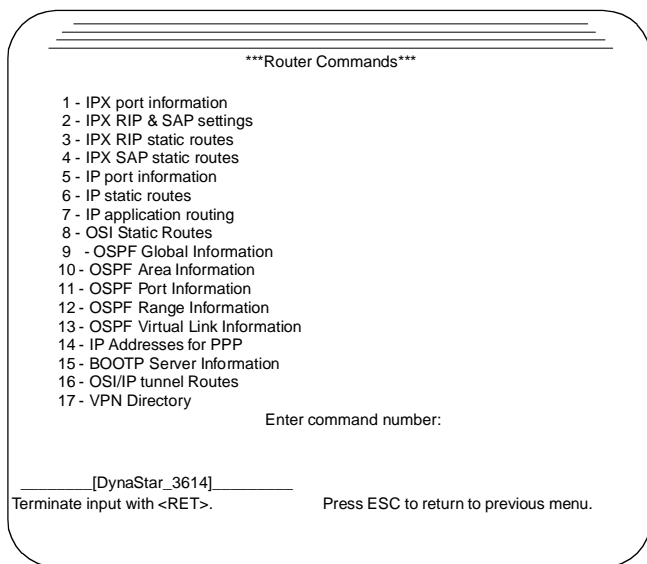 ***Router Commands***
1 - IPX port information
2 - IPX RIP & SAP settings
3 - IPX RIP static routes
4 - IPX SAP static routes
5 - IP port information
6 - IP static routes
7 - IP application routing
8 - OSI Static Routes
9 - OSPF Global Information
10 - OSPF Area Information
11 - OSPF Port Information
12 - OSPF Range Information
13 - OSPF Virtual Link Information
14 - IP Addresses for PPP
15 - BOOTP Server Information
16 - OSI/IP tunnel Routes
17 - VPN Directory
Enter command number:
_________[DynaStar_3614]__________
Terminate input with <RET>. Press ESC to return to previous menu.